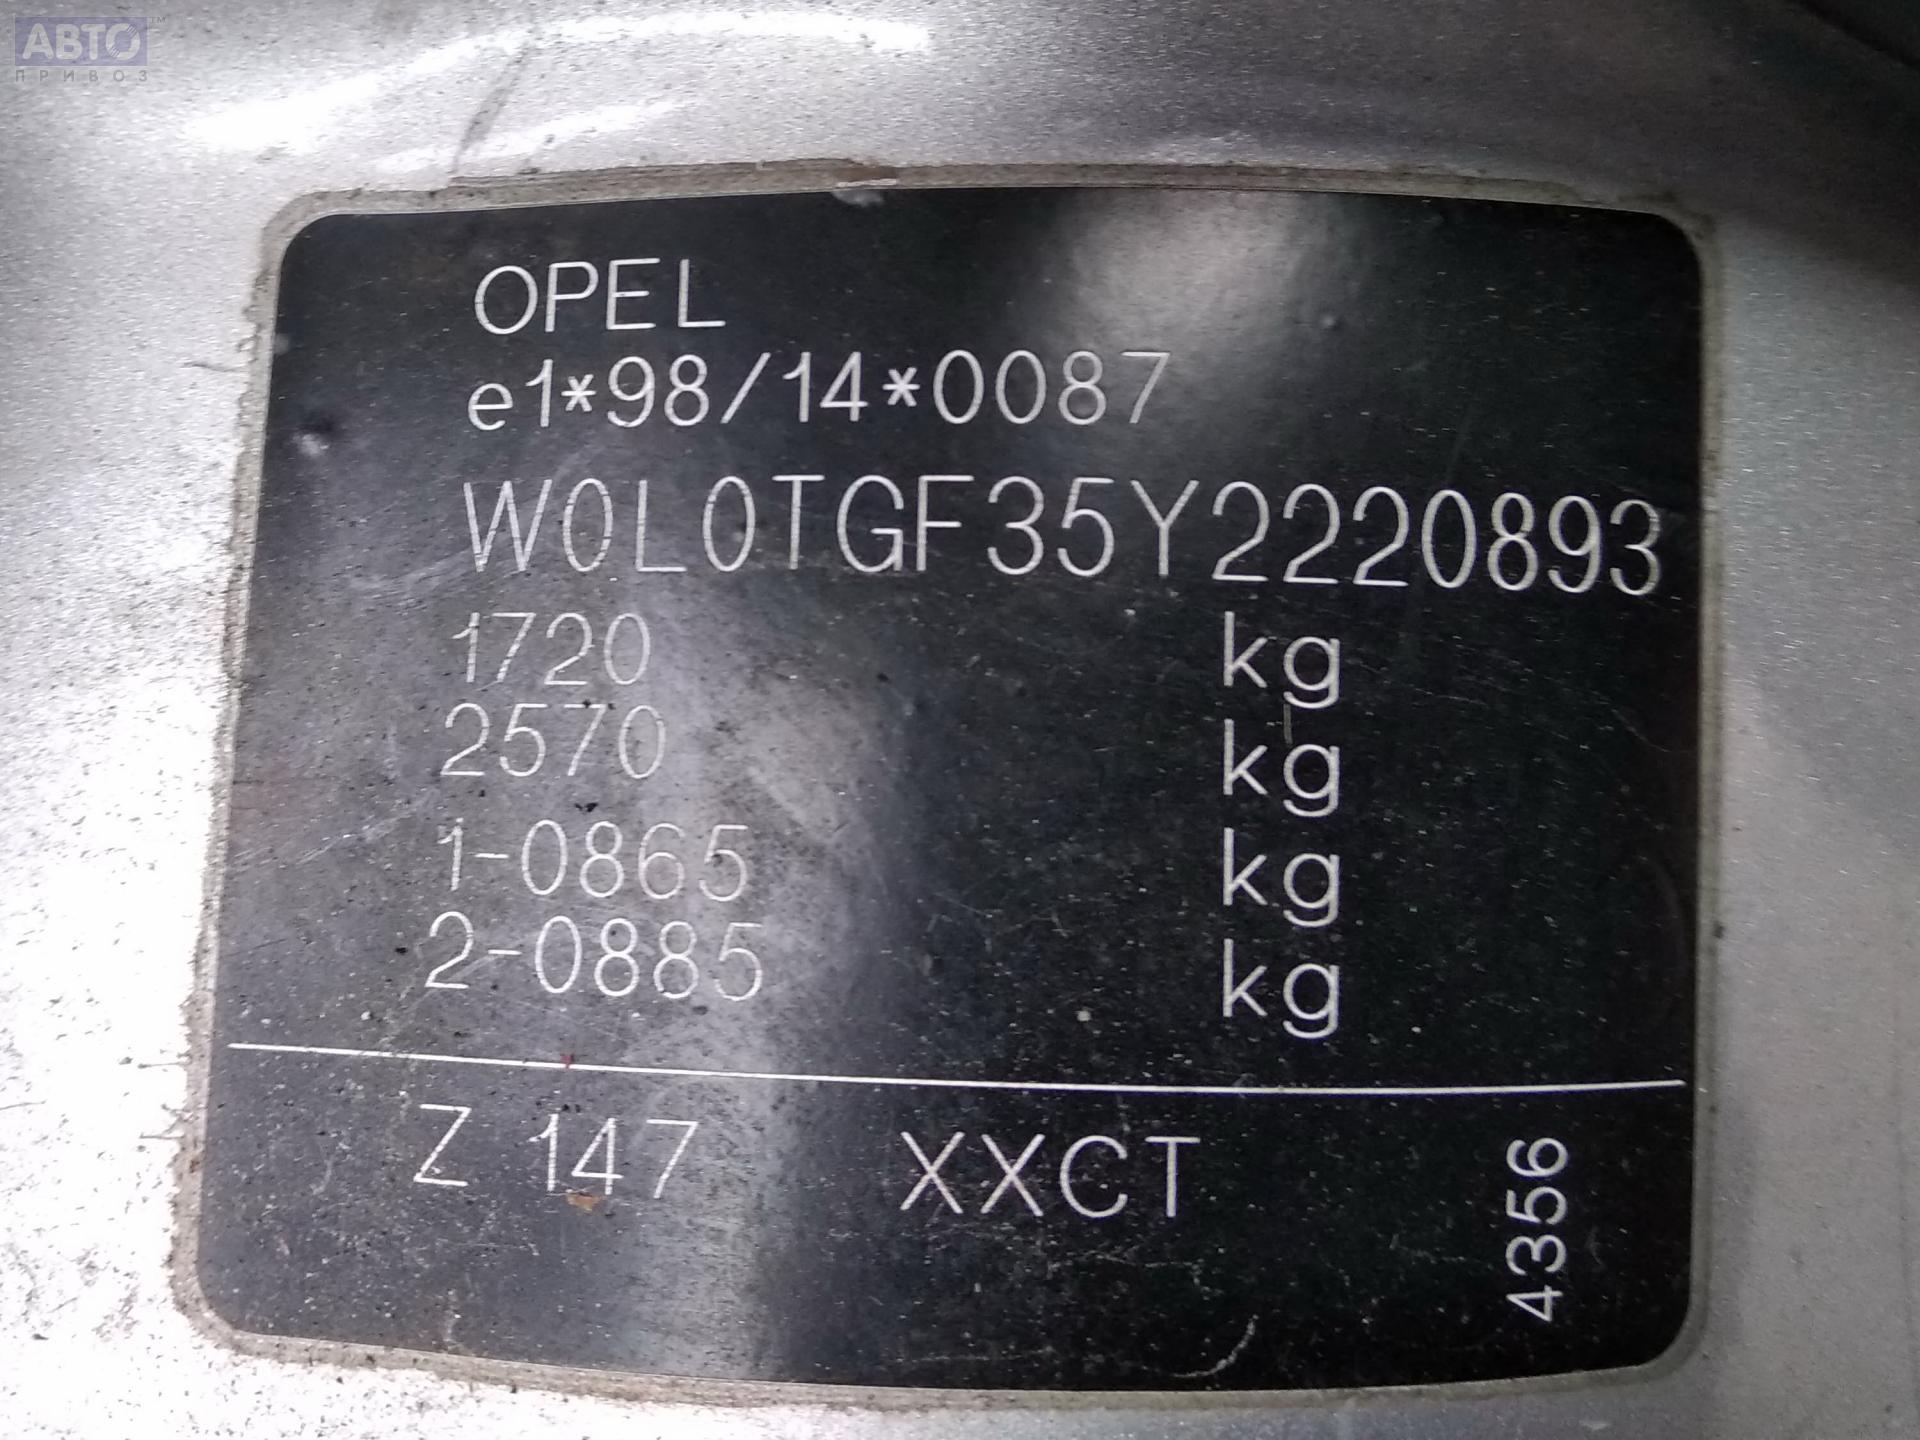 АВТО™
ПРИВОЗ
OPEL
e1*98/14*0087
W0L0TGF35Y2220893
1720 kg
2570 kg
1-0865 kg
2-0885 kg
Z 147 XXCT 4356